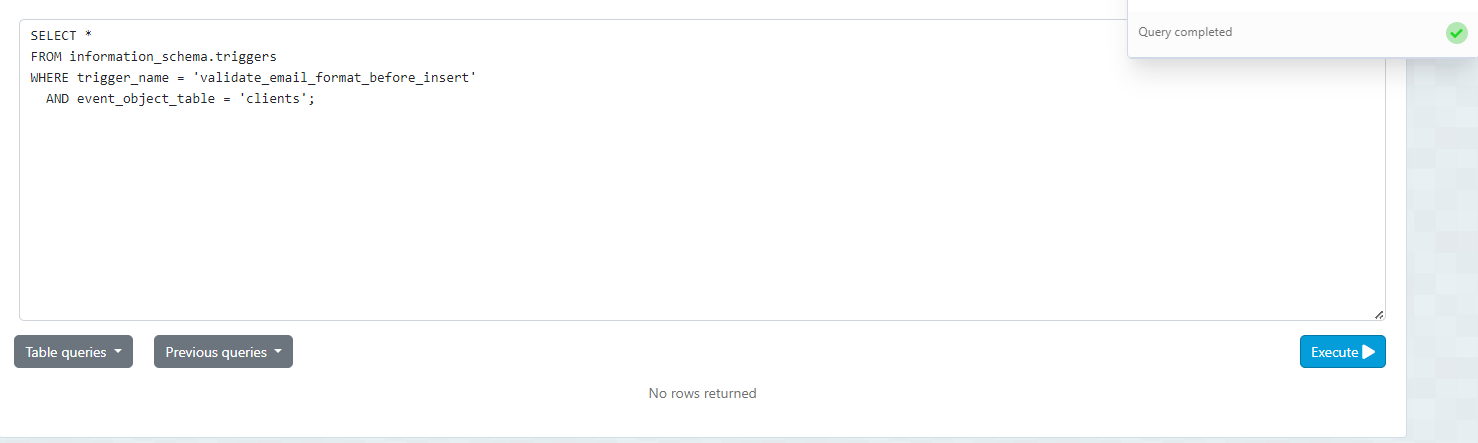 SELECT *
FROM information_schema.triggers
WHERE trigger_name = 'validate_email_format_before_insert'
  AND event_object_table = 'clients';
Query completed
Table queries
Previous queries
Execute
No rows returned